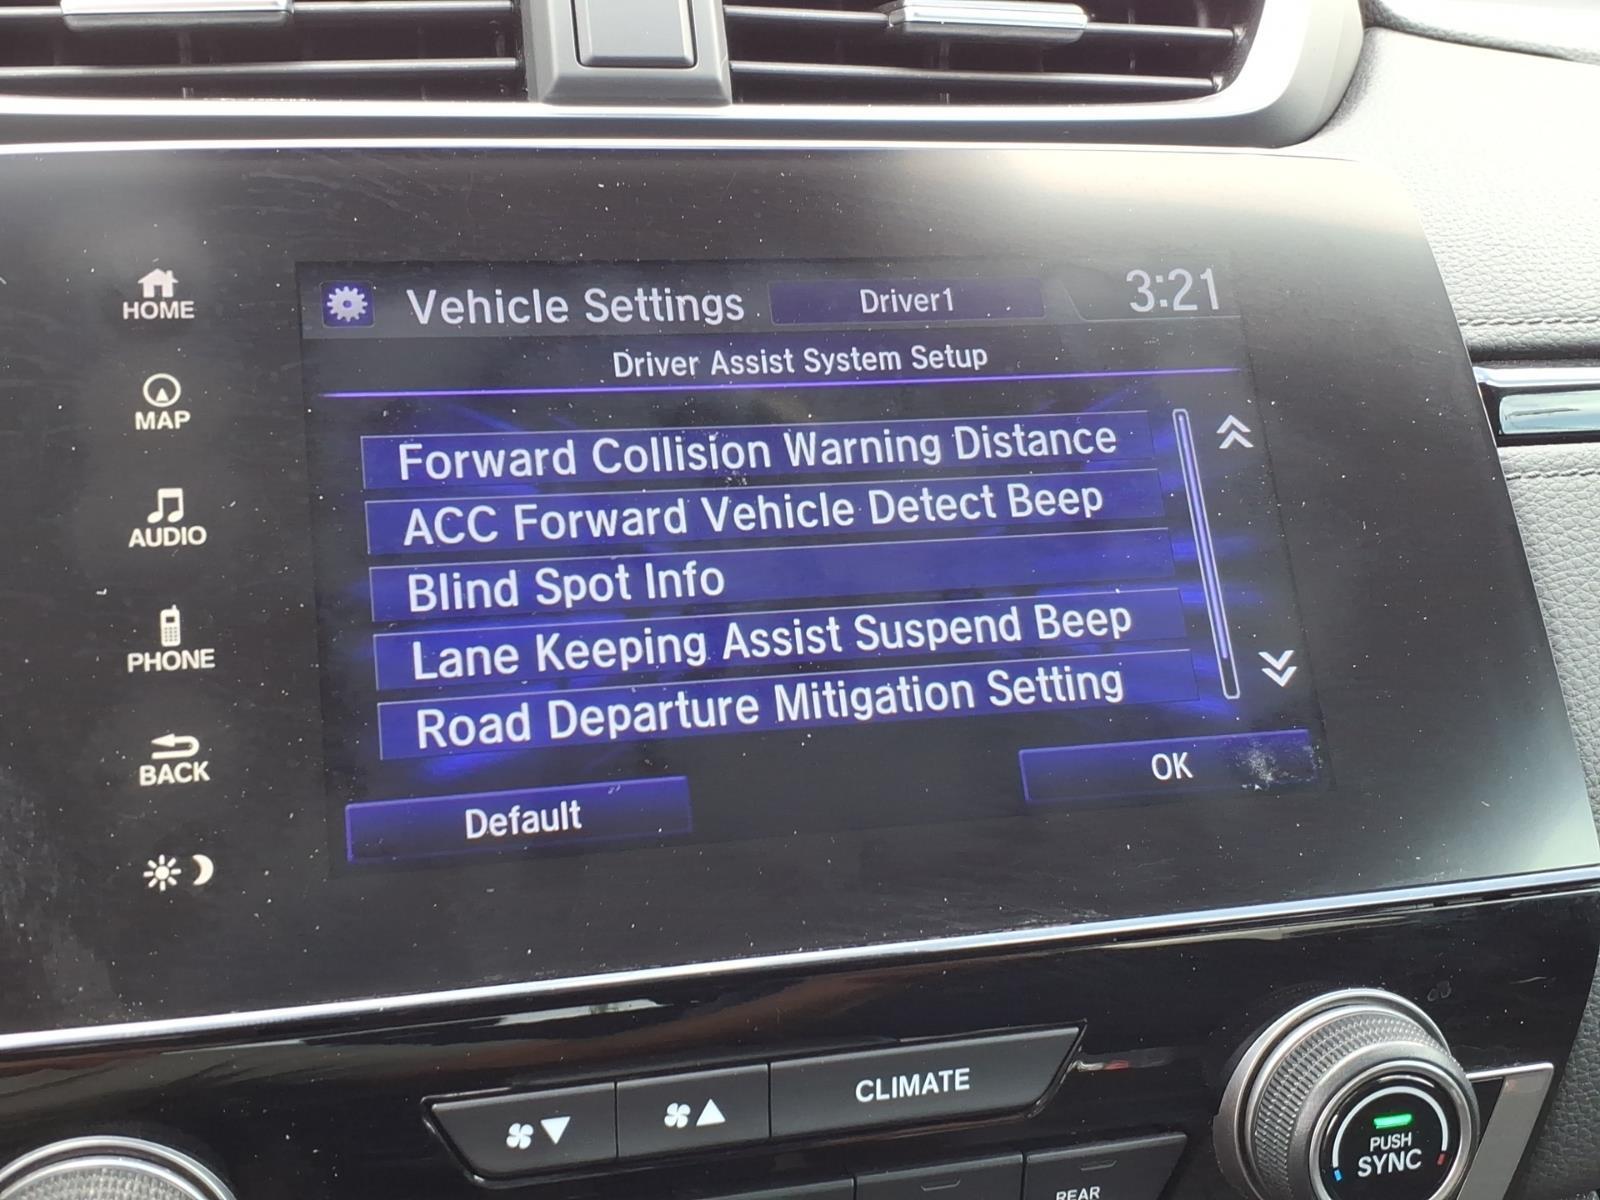 HOME
MAP
AUDIO
PHONE
BACK
Vehicle Settings Driver1 3:21
Driver Assist System Setup
Forward Collision Warning Distance
ACC Forward Vehicle Detect Beep
Blind Spot Info
Lane Keeping Assist Suspend Beep
Road Departure Mitigation Setting
Default OK
CLIMATE
PUSH
SYNC
REAR